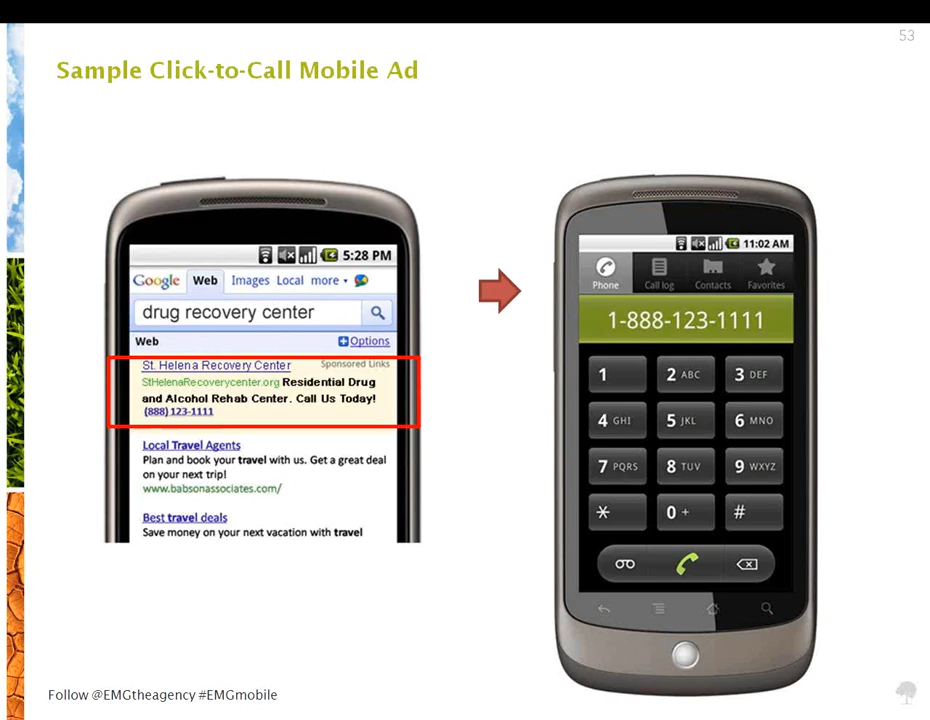 53
Sample Click-to-Call Mobile Ad
5:28 PM
Google Web Images Local more
drug recovery center
Web Options
St. Helena Recovery Center Sponsored Links
StHelenaRecoverycenter.org Residential Drug
and Alcohol Rehab Center. Call Us Today!
(888) 123-1111
Local Travel Agents
Plan and book your travel with us. Get a great deal
on your next trip!
www.babsonassociates.com/
Best travel deals
Save money on your next vacation with travel
11:02 AM
Phone Call log Contacts Favorites
1-888-123-1111
1 2 ABC 3 DEF
4 GHI 5 JKL 6 MNO
7 PQRS 8 TUV 9 WXYZ
* 0 + #
Follow @EMGtheagency #EMGmobile